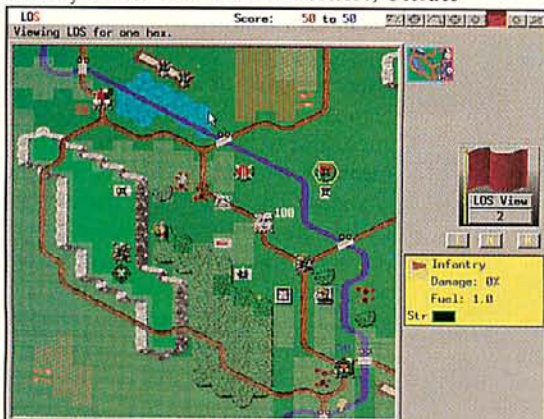 LOS
Score: 50 to 50
Viewing LOS for one hex.
100
LOS View
2
Infantry
Damage: 0%
Fuel: 1.0
Str